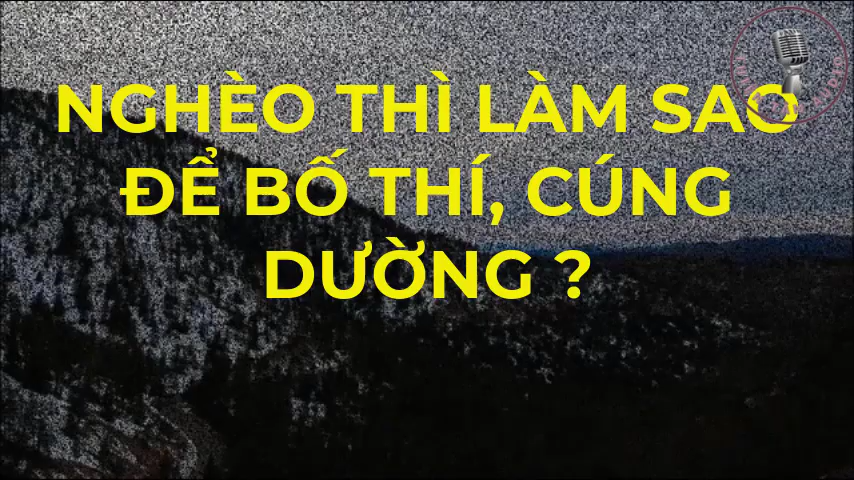 NGHÈO THÌ LÀM SAO
ĐỂ BỐ THÍ, CÚNG
DƯỜNG ?